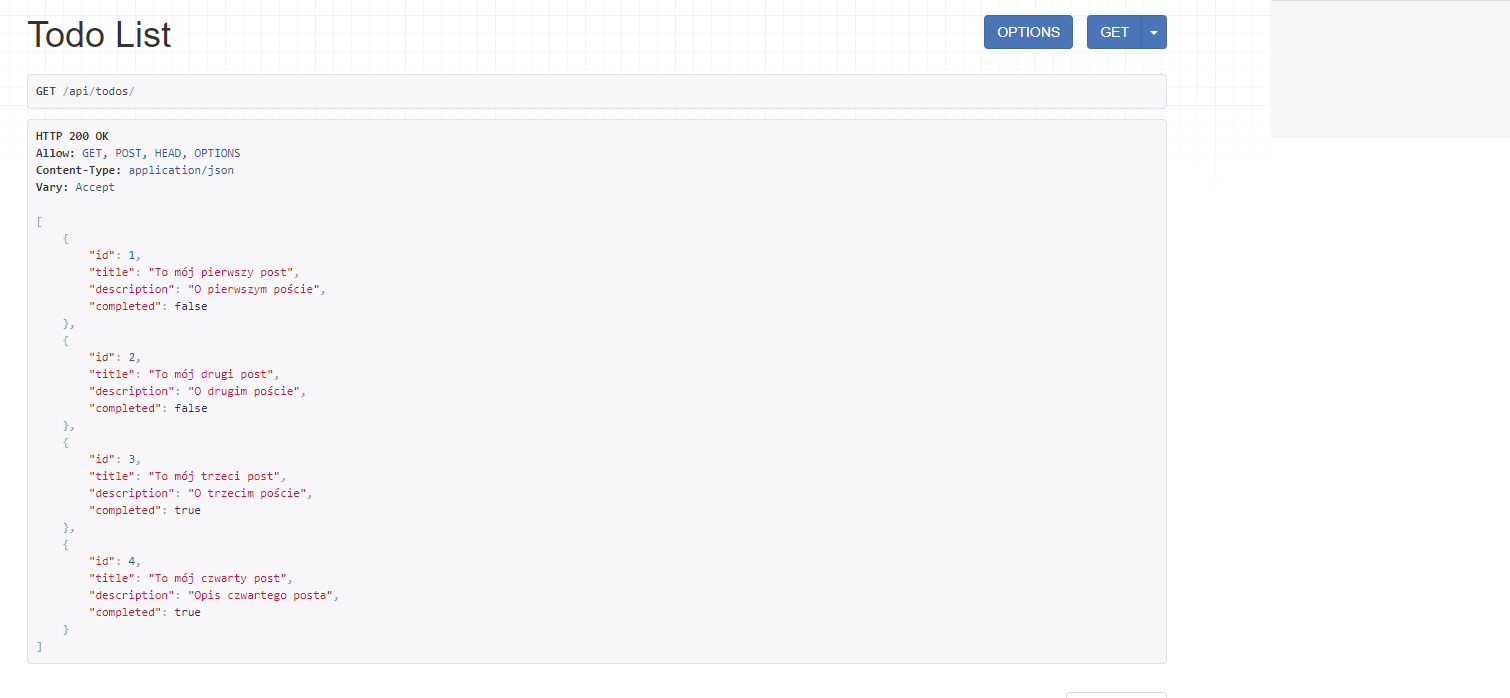 Todo List
OPTIONS
GET
GET /api/todos/
HTTP 200 OK
Allow: GET, POST, HEAD, OPTIONS
Content-Type: application/json
Vary: Accept
[
    {
        "id": 1,
        "title": "To mój pierwszy post",
        "description": "O pierwszym poście",
        "completed": false
    },
    {
        "id": 2,
        "title": "To mój drugi post",
        "description": "O drugim poście",
        "completed": false
    },
    {
        "id": 3,
        "title": "To mój trzeci post",
        "description": "O trzecim poście",
        "completed": true
    },
    {
        "id": 4,
        "title": "To mój czwarty post",
        "description": "Opis czwartego posta",
        "completed": true
    }
]